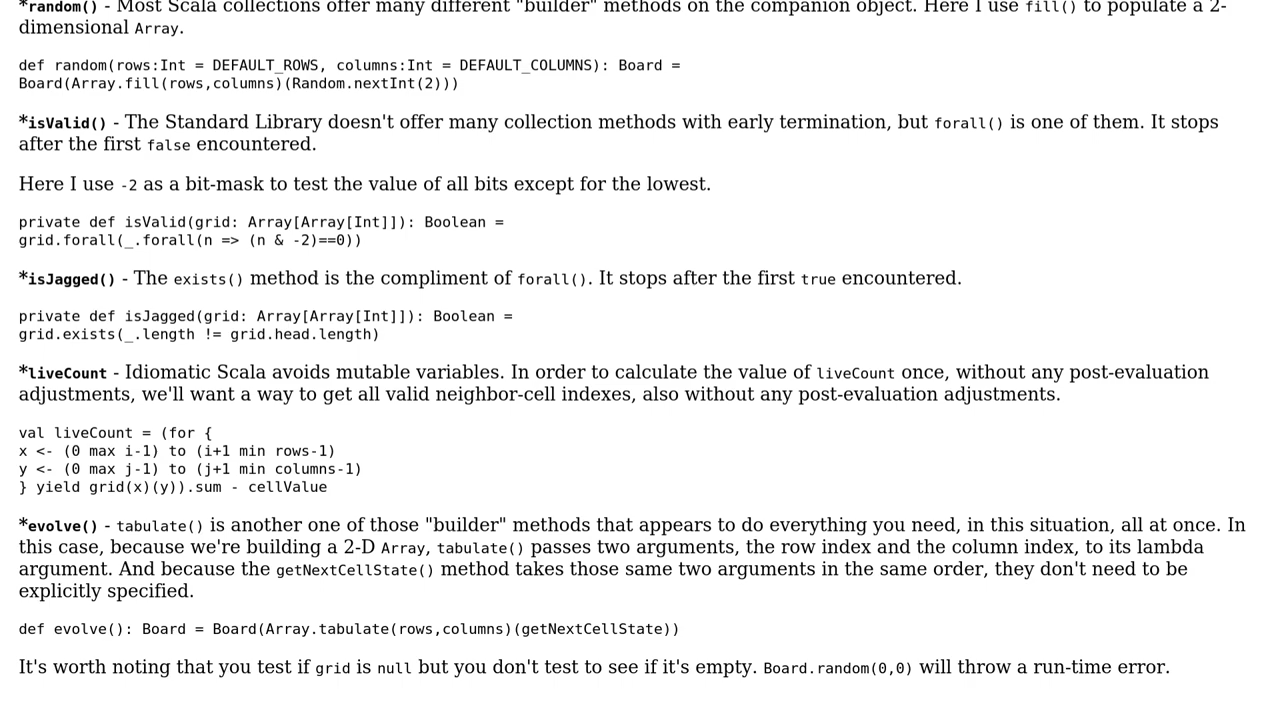 *random() - Most Scala collections offer many different "builder" methods on the companion object. Here I use fill() to populate a 2-
dimensional Array.
def random(rows:Int = DEFAULT_ROWS, columns:Int = DEFAULT_COLUMNS): Board =
Board(Array.fill(rows,columns)(Random.nextInt(2)))
*isValid() - The Standard Library doesn't offer many collection methods with early termination, but forall() is one of them. It stops
after the first false encountered.
Here I use -2 as a bit-mask to test the value of all bits except for the lowest.
private def isValid(grid: Array[Array[Int]]): Boolean =
grid.forall(_.forall(n => (n & -2)==0))
*isJagged() - The exists() method is the compliment of forall(). It stops after the first true encountered.
private def isJagged(grid: Array[Array[Int]]): Boolean =
grid.exists(_.length != grid.head.length)
*liveCount - Idiomatic Scala avoids mutable variables. In order to calculate the value of liveCount once, without any post-evaluation
adjustments, we'll want a way to get all valid neighbor-cell indexes, also without any post-evaluation adjustments.
val liveCount = (for {
x <- (0 max i-1) to (i+1 min rows-1)
y <- (0 max j-1) to (j+1 min columns-1)
} yield grid(x)(y)).sum - cellValue
*evolve() - tabulate() is another one of those "builder" methods that appears to do everything you need, in this situation, all at once. In
this case, because we're building a 2-D Array, tabulate() passes two arguments, the row index and the column index, to its lambda
argument. And because the getNextCellState() method takes those same two arguments in the same order, they don't need to be
explicitly specified.
def evolve(): Board = Board(Array.tabulate(rows,columns)(getNextCellState))
It's worth noting that you test if grid is null but you don't test to see if it's empty. Board.random(0,0) will throw a run-time error.